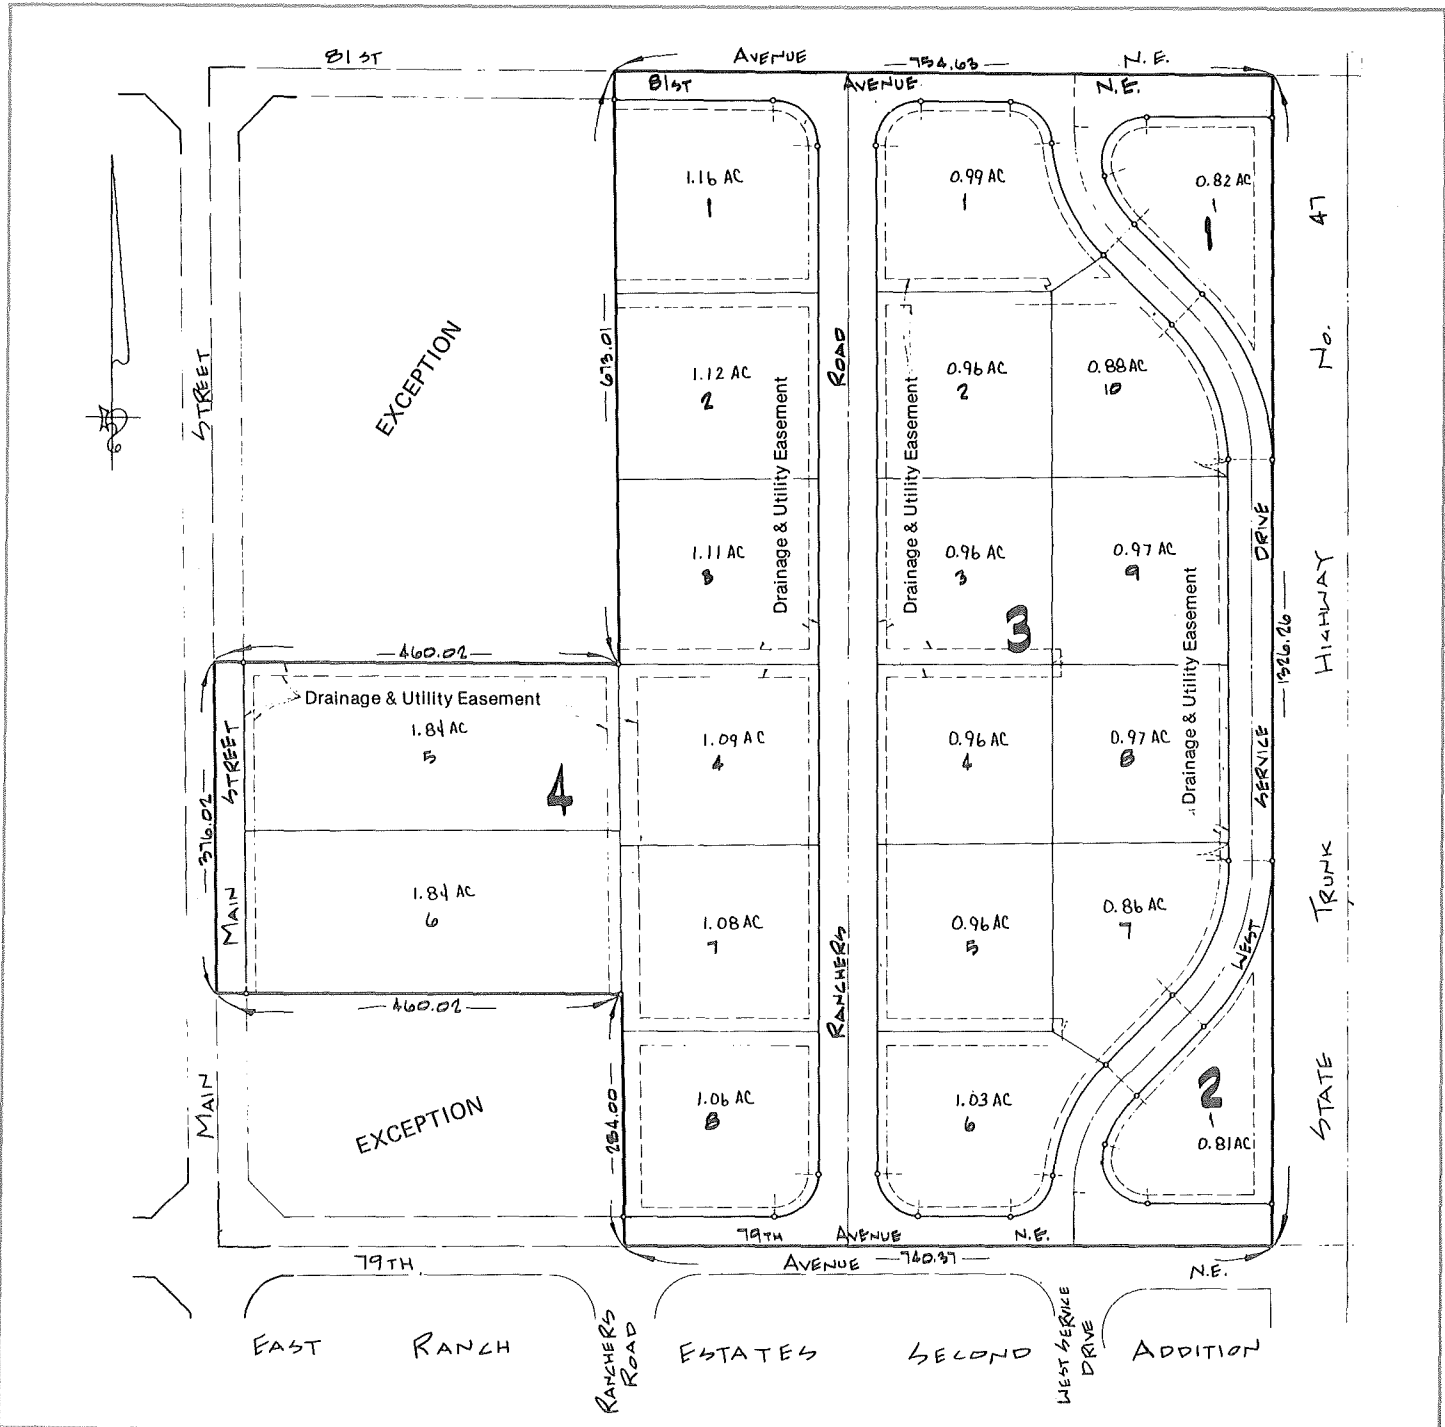 81ST AVENUE 754.63 N.E.
81ST AVENUE N.E.
1.16 AC
1
0.99 AC
1
0.82 AC
1
STREET
EXCEPTION
673.01
1.12 AC
2
Drainage & Utility Easement
ROAD
0.96 AC
2
Drainage & Utility Easement
0.88 AC
10
1.11 AC
3
0.96 AC
3
3
0.97 AC
9
Drainage & Utility Easement
DRIVE
460.02
Drainage & Utility Easement
1.84 AC
5
4
1.09 AC
4
0.96 AC
4
0.97 AC
8
SERVICE
1326.26
376.02
MAIN STREET
1.84 AC
6
1.08 AC
7
RANCHERS
0.96 AC
5
0.86 AC
7
WEST
460.02
MAIN
EXCEPTION
284.00
1.06 AC
8
1.03 AC
6
2
1
0.81 AC
STATE TRUNK HIGHWAY No. 47
79TH AVENUE N.E.
79TH AVENUE 740.37 N.E.
RANCHERS ROAD
WEST SERVICE DRIVE
EAST RANCH ESTATES SECOND ADDITION